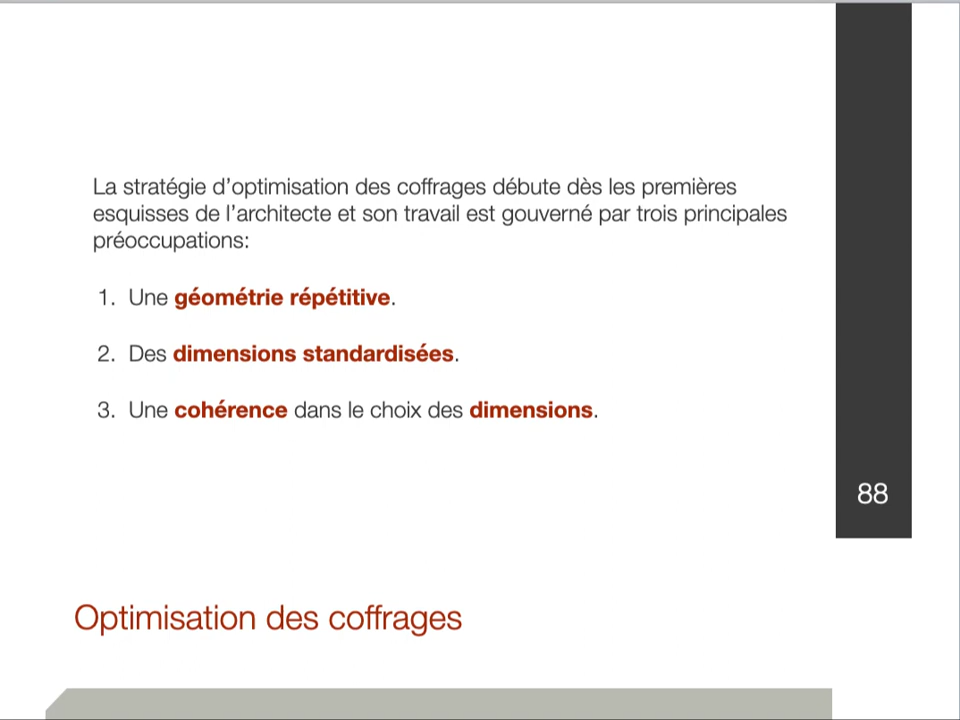 La stratégie d’optimisation des coffrages débute dès les premières
esquisses de l’architecte et son travail est gouverné par trois principales
préoccupations:
1. Une géométrie répétitive.
2. Des dimensions standardisées.
3. Une cohérence dans le choix des dimensions.
88
Optimisation des coffrages